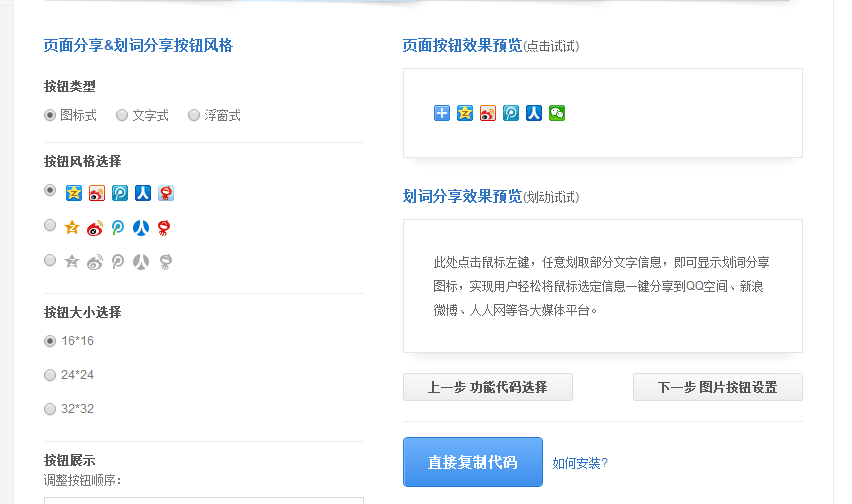 页面分享&划词分享按钮风格
按钮类型
图标式 文字式 浮窗式
按钮风格选择
按钮大小选择
16*16
24*24
32*32
按钮展示
调整按钮顺序：
页面按钮效果预览(点击试试)
划词分享效果预览(划动试试)
此处点击鼠标左键，任意划取部分文字信息，即可显示划词分享
图标，实现用户轻松将鼠标选定信息一键分享到QQ空间、新浪
微博、人人网等各大媒体平台。
上一步 功能代码选择 下一步 图片按钮设置
直接复制代码 如何安装?